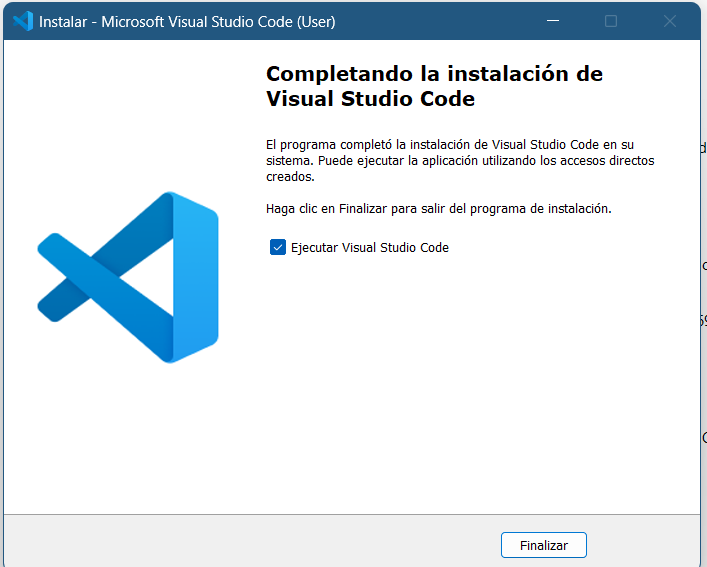 Instalar - Microsoft Visual Studio Code (User)
Completando la instalación de
Visual Studio Code
El programa completó la instalación de Visual Studio Code en su
sistema. Puede ejecutar la aplicación utilizando los accesos directos
creados.
Haga clic en Finalizar para salir del programa de instalación.
Ejecutar Visual Studio Code
Finalizar